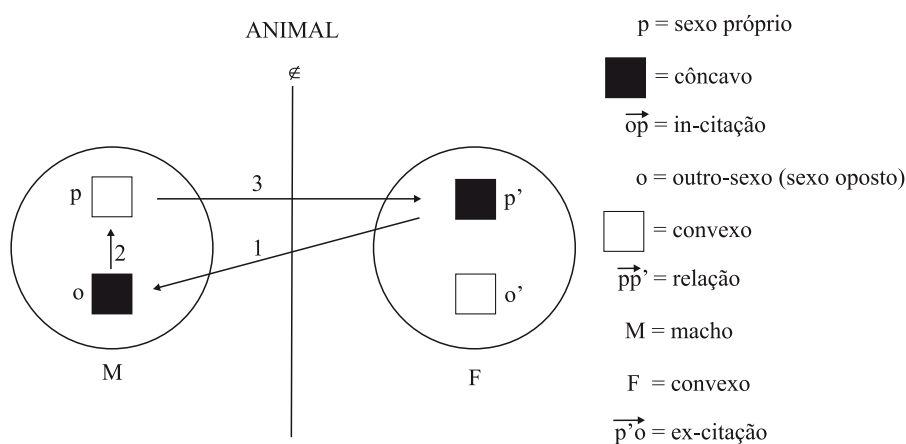 ANIMAL
∉
p
3
p’
2
1
o
o’
M
F
p = sexo próprio
= côncavo
op = in-citação
o = outro-sexo (sexo oposto)
= convexo
pp’ = relação
M = macho
F = convexo
p’o = ex-citação